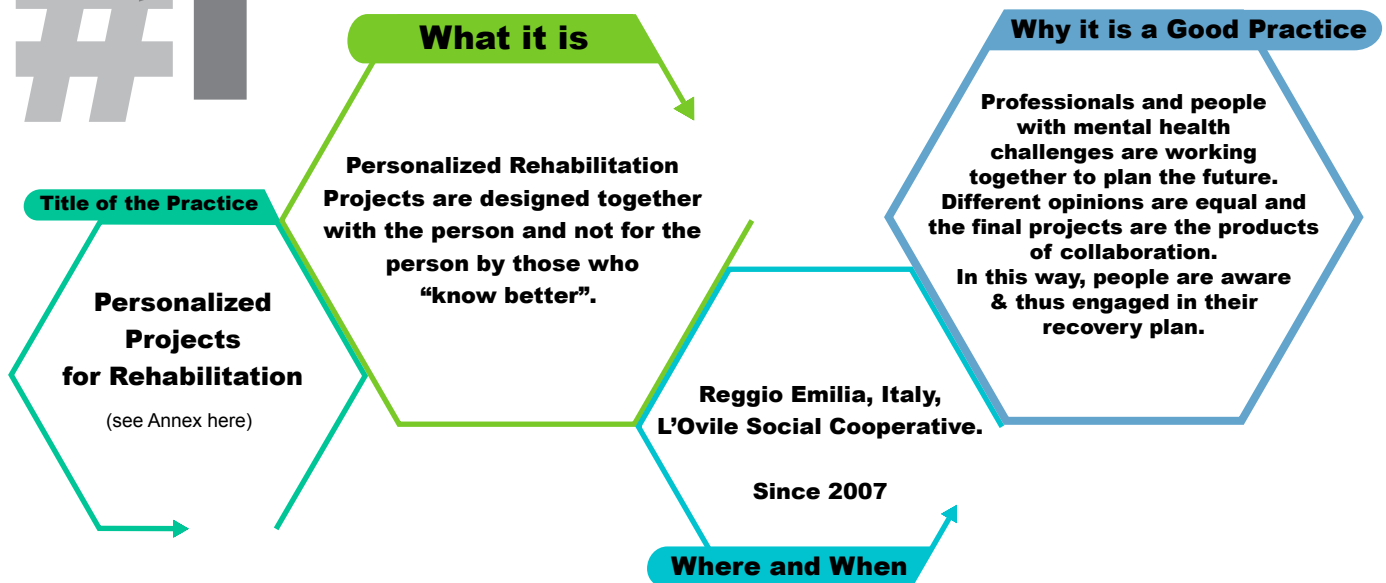 #1
Title of the Practice
Personalized
Projects
for Rehabilitation
(see Annex here)
What it is
Personalized Rehabilitation
Projects are designed together
with the person and not for the
person by those who
“know better”.
Reggio Emilia, Italy,
L’Ovile Social Cooperative.
Since 2007
Where and When
Why it is a Good Practice
Professionals and people
with mental health
challenges are working
together to plan the future.
Different opinions are equal and
the final projects are the products
of collaboration.
In this way, people are aware
& thus engaged in their
recovery plan.